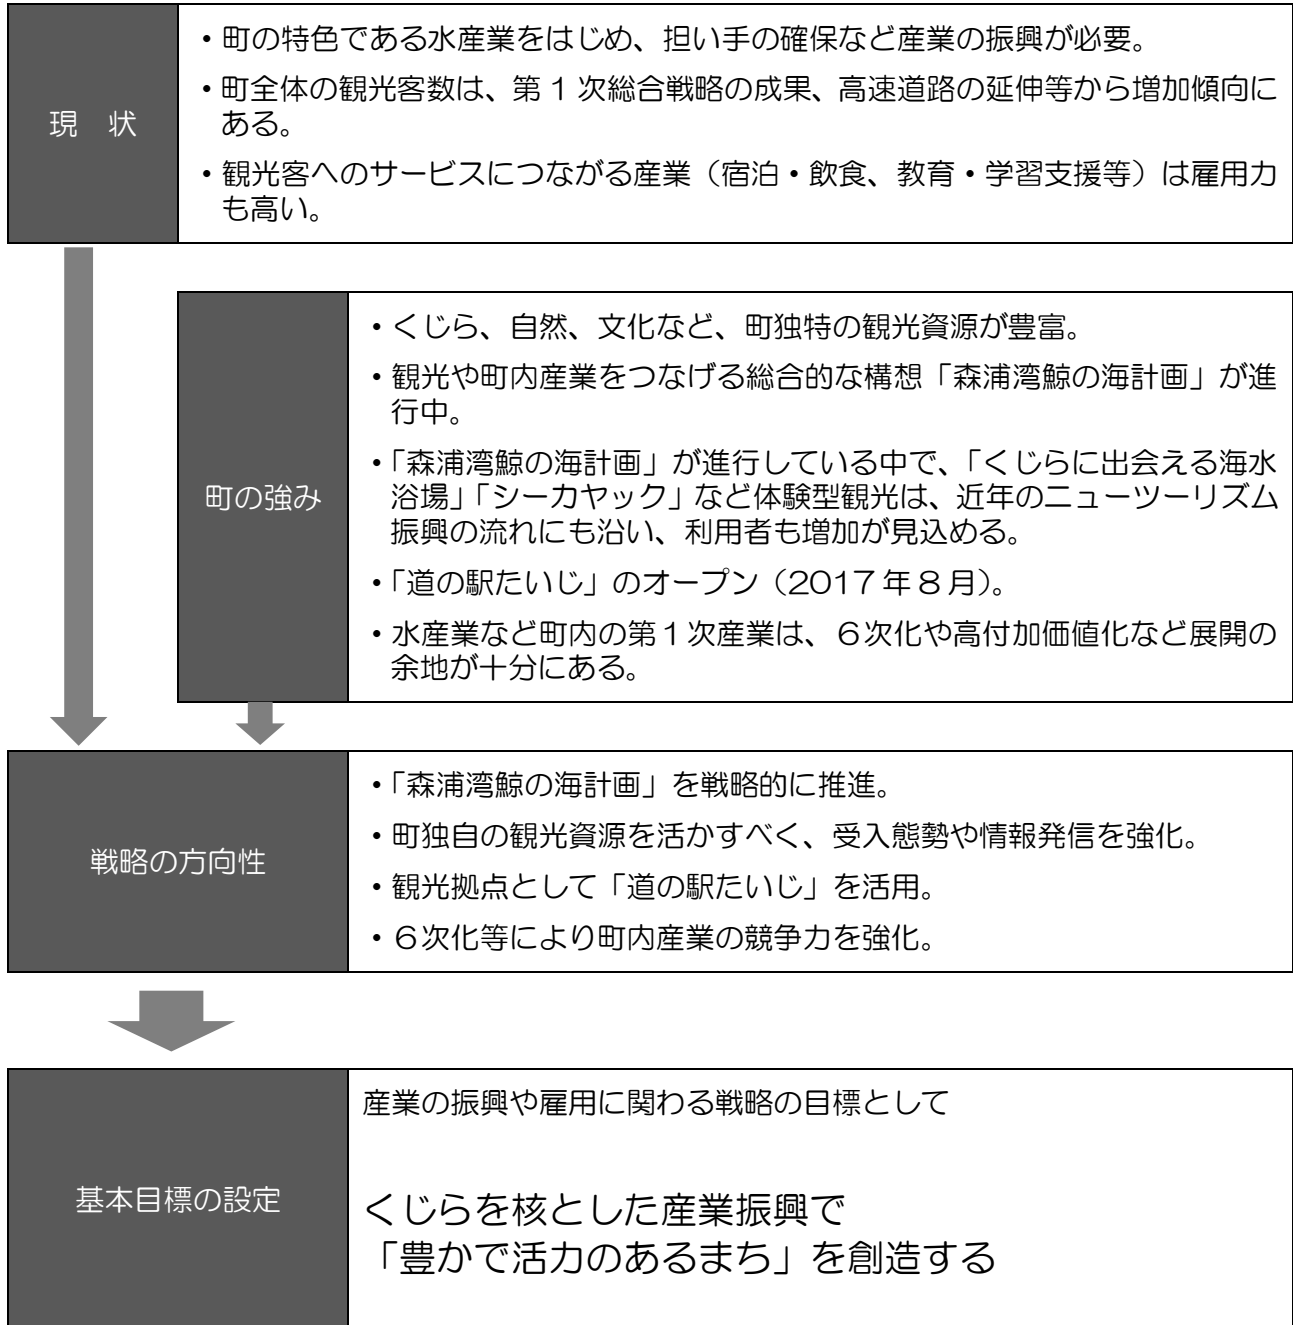 現　状
・町の特色である水産業をはじめ、担い手の確保など産業の振興が必要。
・町全体の観光客数は、第１次総合戦略の成果、高速道路の延伸等から増加傾向に
ある。
・観光客へのサービスにつながる産業（宿泊・飲食、教育・学習支援等）は雇用力
も高い。
町の強み
・くじら、自然、文化など、町独特の観光資源が豊富。
・観光や町内産業をつなげる総合的な構想「森浦湾鯨の海計画」が進
行中。
・「森浦湾鯨の海計画」が進行している中で、「くじらに出会える海水
浴場」「シーカヤック」など体験型観光は、近年のニューツーリズム
振興の流れにも沿い、利用者も増加が見込める。
・「道の駅たいじ」のオープン（2017年８月）。
・水産業など町内の第１次産業は、６次化や高付加価値化など展開の
余地が十分にある。
戦略の方向性
・「森浦湾鯨の海計画」を戦略的に推進。
・町独自の観光資源を活かすべく、受入態勢や情報発信を強化。
・観光拠点として「道の駅たいじ」を活用。
・６次化等により町内産業の競争力を強化。
基本目標の設定
産業の振興や雇用に関わる戦略の目標として
くじらを核とした産業振興で
「豊かで活力のあるまち」を創造する